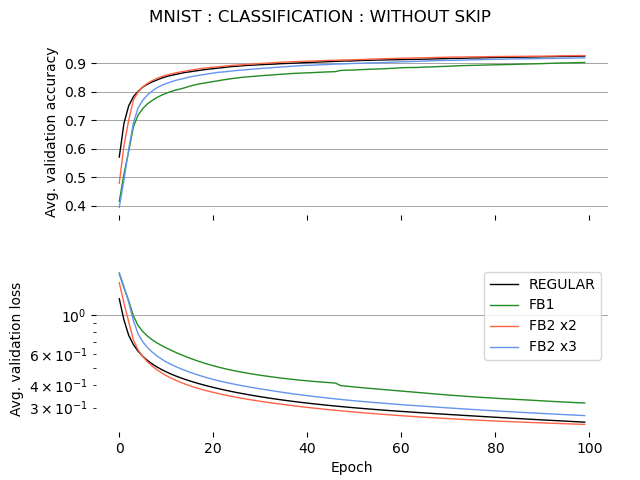 MNIST : CLASSIFICATION : WITHOUT SKIP
Avg. validation accuracy
0.9
0.8
0.7
0.6
0.5
0.4
Avg. validation loss
10⁰
6 × 10⁻¹
4 × 10⁻¹
3 × 10⁻¹
REGULAR
FB1
FB2 x2
FB2 x3
0 20 40 60 80 100
Epoch